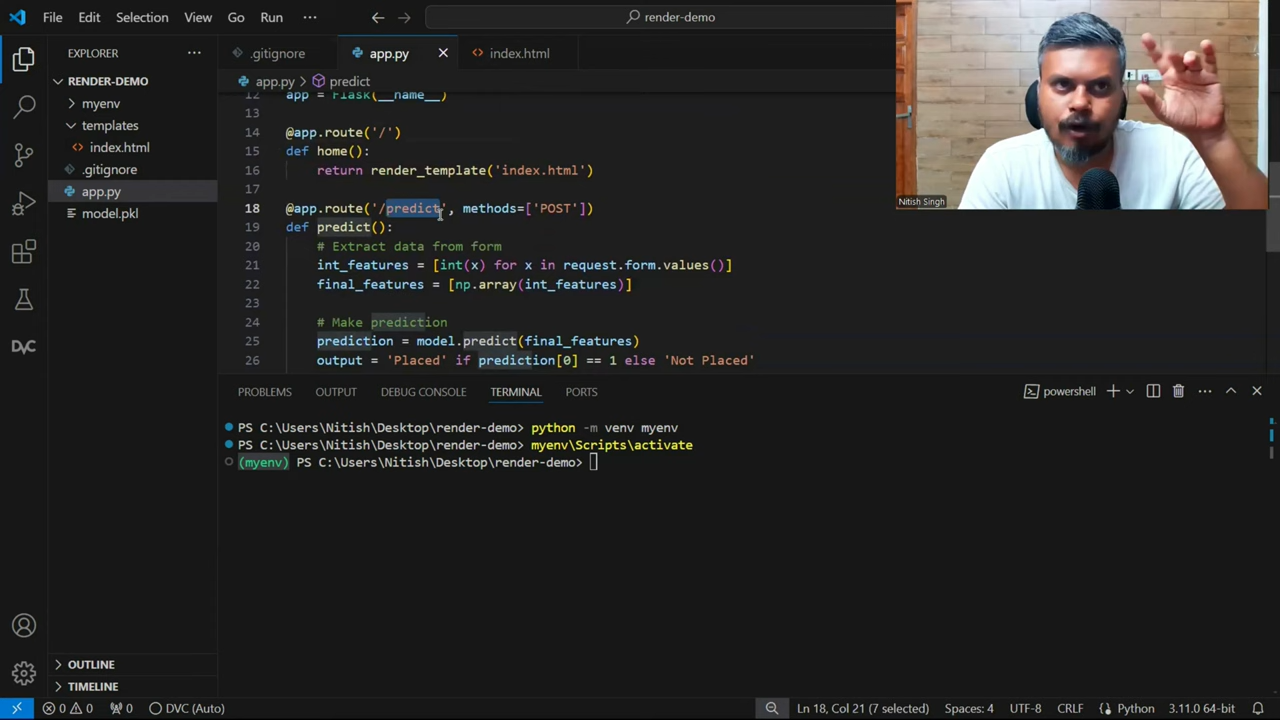 File Edit Selection View Go Run ··· render-demo
EXPLORER ···
.gitignore app.py index.html
RENDER-DEMO
app.py > predict
myenv
templates
index.html
.gitignore
app.py
model.pkl
12 app = Flask(__name__)
13
14 @app.route('/')
15 def home():
16 return render_template('index.html')
17
18 @app.route('/predict', methods=['POST'])
19 def predict():
20 # Extract data from form
21 int_features = [int(x) for x in request.form.values()]
22 final_features = [np.array(int_features)]
23
24 # Make prediction
25 prediction = model.predict(final_features)
26 output = 'Placed' if prediction[0] == 1 else 'Not Placed'
Nitish Singh
DVC
PROBLEMS OUTPUT DEBUG CONSOLE TERMINAL PORTS powershell
PS C:\Users\Nitish\Desktop\render-demo> python -m venv myenv
PS C:\Users\Nitish\Desktop\render-demo> myenv\Scripts\activate
(myenv) PS C:\Users\Nitish\Desktop\render-demo>
OUTLINE
TIMELINE
0 0 0 DVC (Auto) Ln 18, Col 21 (7 selected) Spaces: 4 UTF-8 CRLF Python 3.11.0 64-bit